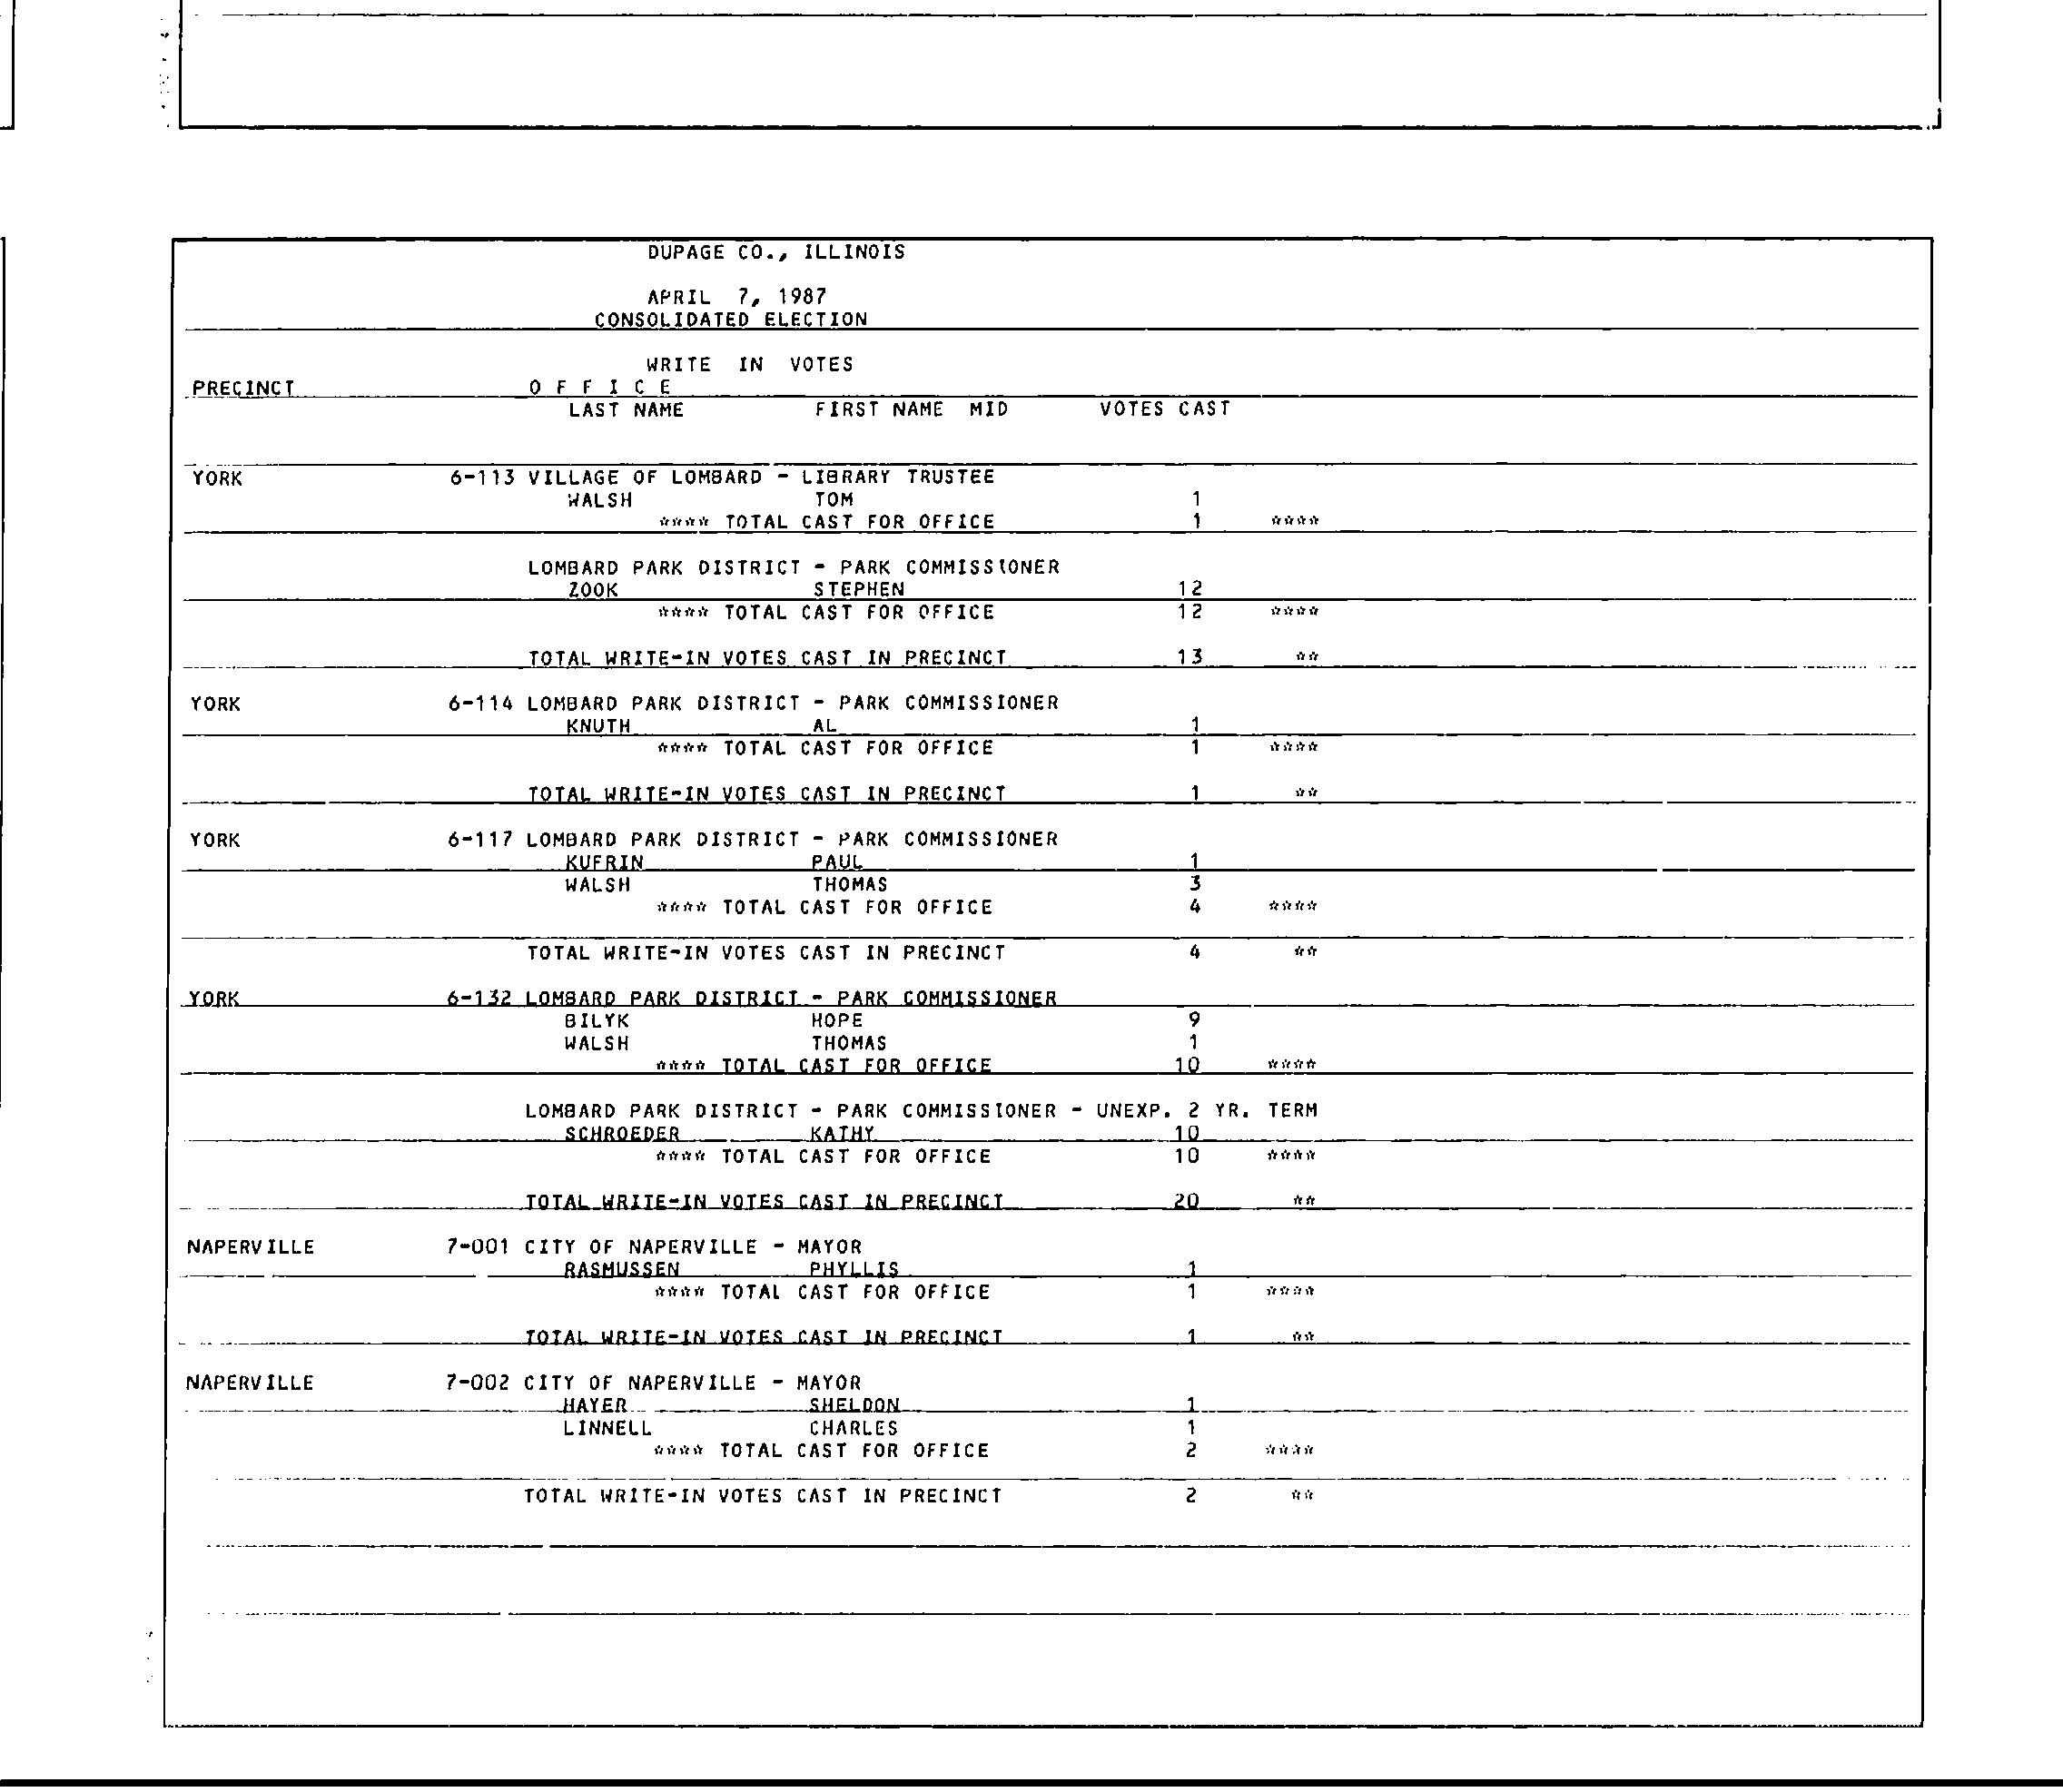 DUPAGE CO., ILLINOIS
APRIL 7, 1987
CONSOLIDATED ELECTION
WRITE IN VOTES
PRECINCT O F F I C E
LAST NAME FIRST NAME MID VOTES CAST
YORK 6-113 VILLAGE OF LOMBARD - LIBRARY TRUSTEE
WALSH TOM 1
**** TOTAL CAST FOR OFFICE 1 ****
LOMBARD PARK DISTRICT - PARK COMMISSIONER
ZOOK STEPHEN 12
**** TOTAL CAST FOR OFFICE 12 ****
TOTAL WRITE-IN VOTES CAST IN PRECINCT 13 **
YORK 6-114 LOMBARD PARK DISTRICT - PARK COMMISSIONER
KNUTH AL 1
**** TOTAL CAST FOR OFFICE 1 ****
TOTAL WRITE-IN VOTES CAST IN PRECINCT 1 **
YORK 6-117 LOMBARD PARK DISTRICT - PARK COMMISSIONER
KUFRIN PAUL 1
WALSH THOMAS 3
**** TOTAL CAST FOR OFFICE 4 ****
TOTAL WRITE-IN VOTES CAST IN PRECINCT 4 **
YORK 6-132 LOMBARD PARK DISTRICT - PARK COMMISSIONER
BILYK HOPE 9
WALSH THOMAS 1
**** TOTAL CAST FOR OFFICE 10 ****
LOMBARD PARK DISTRICT - PARK COMMISSIONER - UNEXP. 2 YR. TERM
SCHROEDER KATHY 10
**** TOTAL CAST FOR OFFICE 10 ****
TOTAL WRITE-IN VOTES CAST IN PRECINCT 20 **
NAPERVILLE 7-001 CITY OF NAPERVILLE - MAYOR
RASMUSSEN PHYLLIS 1
**** TOTAL CAST FOR OFFICE 1 ****
TOTAL WRITE-IN VOTES CAST IN PRECINCT 1 **
NAPERVILLE 7-002 CITY OF NAPERVILLE - MAYOR
HAYER SHELDON 1
LINNELL CHARLES 1
**** TOTAL CAST FOR OFFICE 2 ****
TOTAL WRITE-IN VOTES CAST IN PRECINCT 2 **